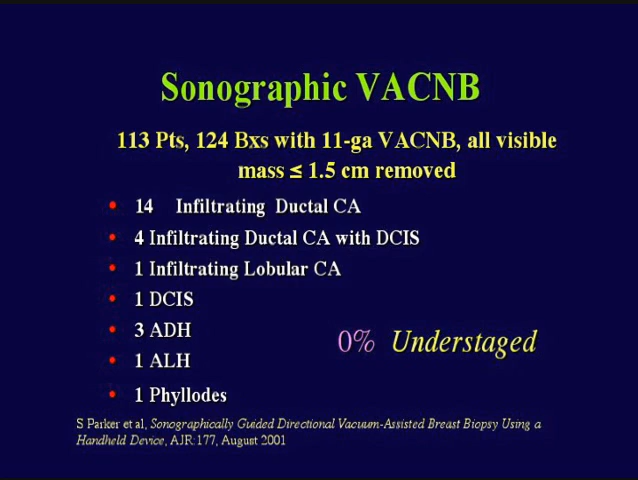 Sonographic VACNB
113 Pts, 124 Bxs with 11-ga VACNB, all visible
mass ≤ 1.5 cm removed
• 14 Infiltrating Ductal CA
• 4 Infiltrating Ductal CA with DCIS
• 1 Infiltrating Lobular CA
• 1 DCIS
• 3 ADH
0% Understaged
• 1 ALH
• 1 Phyllodes
S Parker et al, Sonographically Guided Directional Vacuum-Assisted Breast Biopsy Using a
Handheld Device, AJR: 177, August 2001